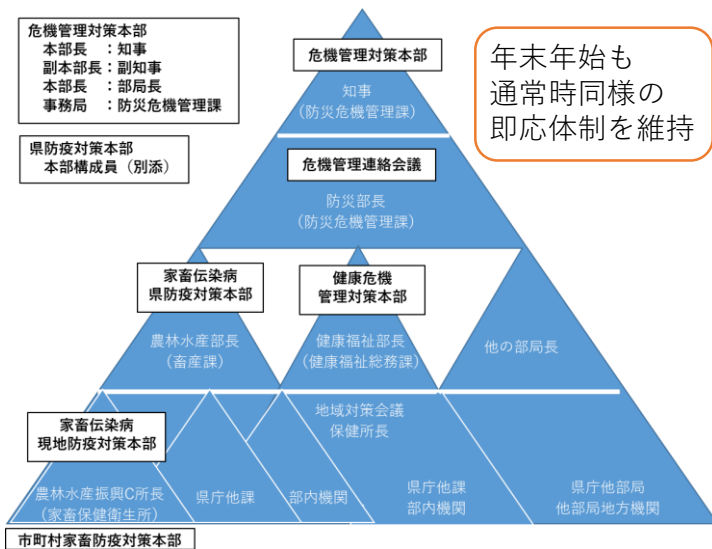 危機管理対策本部
本部長　：知事
副本部長：副知事
本部長　：部局長
事務局　：防災危機管理課
県防疫対策本部
本部構成員（別添）
年末年始も
通常時同様の
即応体制を維持
危機管理対策本部
知事
(防災危機管理課)
危機管理連絡会議
防災部長
(防災危機管理課)
家畜伝染病
県防疫対策本部
健康危機
管理対策本部
農林水産部長
(畜産課)
健康福祉部長
(健康福祉総務課)
他の部局長
家畜伝染病
現地防疫対策本部
地域対策会議
保健所長
農林水産振興C所長
(家畜保健衛生所)
県庁他課
部内機関
県庁他課
部内機関
県庁他部局
他部局地方機関
市町村家畜防疫対策本部